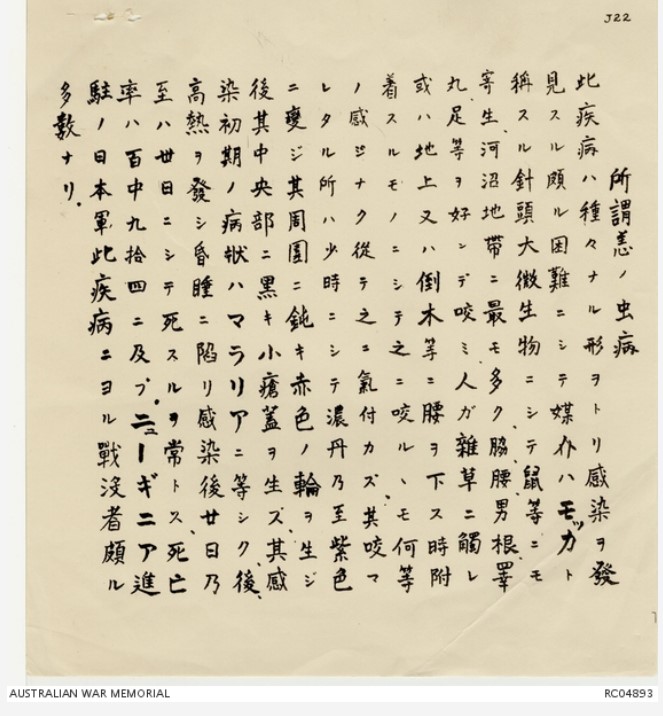 J22
所謂恙ノ虫病
此疾病ハ種々ナル形ヲトリ感染ヲ發
見スル頗ル困難ニシテ媒介ハモッカト
稱スル針頭大微生物ニシテ鼠等ニモ
寄生河沼地帯ニ最モ多ク、脇、腰、男根、睪
丸、足等ヲ好ンデ咬ミ人ガ雜草ニ觸レ
或ハ地上又ハ倒木等ニ腰ヲ下ス時附
着スルモノニシテ之ニ咬ルヽモ何等
ノ感ジナク從テ之ニ氣付カズ、其咬マ
レタル所ハ少時ニシテ濃丹乃至紫色
ニ變ジ其周圍ニ鈍キ赤色ノ輪ヲ生ジ
後其中央部ニ黒キ小瘡蓋ヲ生ズ、其感
染初期ノ病狀ハマラリアニ等シク、後、
高熱ヲ發シ昏睡ニ陥リ感染後廿日乃
至ハ廿日ニシテ死スルヲ常トス、死亡
率ハ百中九拾四ニ及ブ。ニューギニア進
駐ノ日本軍此疾病ニヨル戰没者頗ル
多數ナリ.
AUSTRALIAN WAR MEMORIAL
RC04893